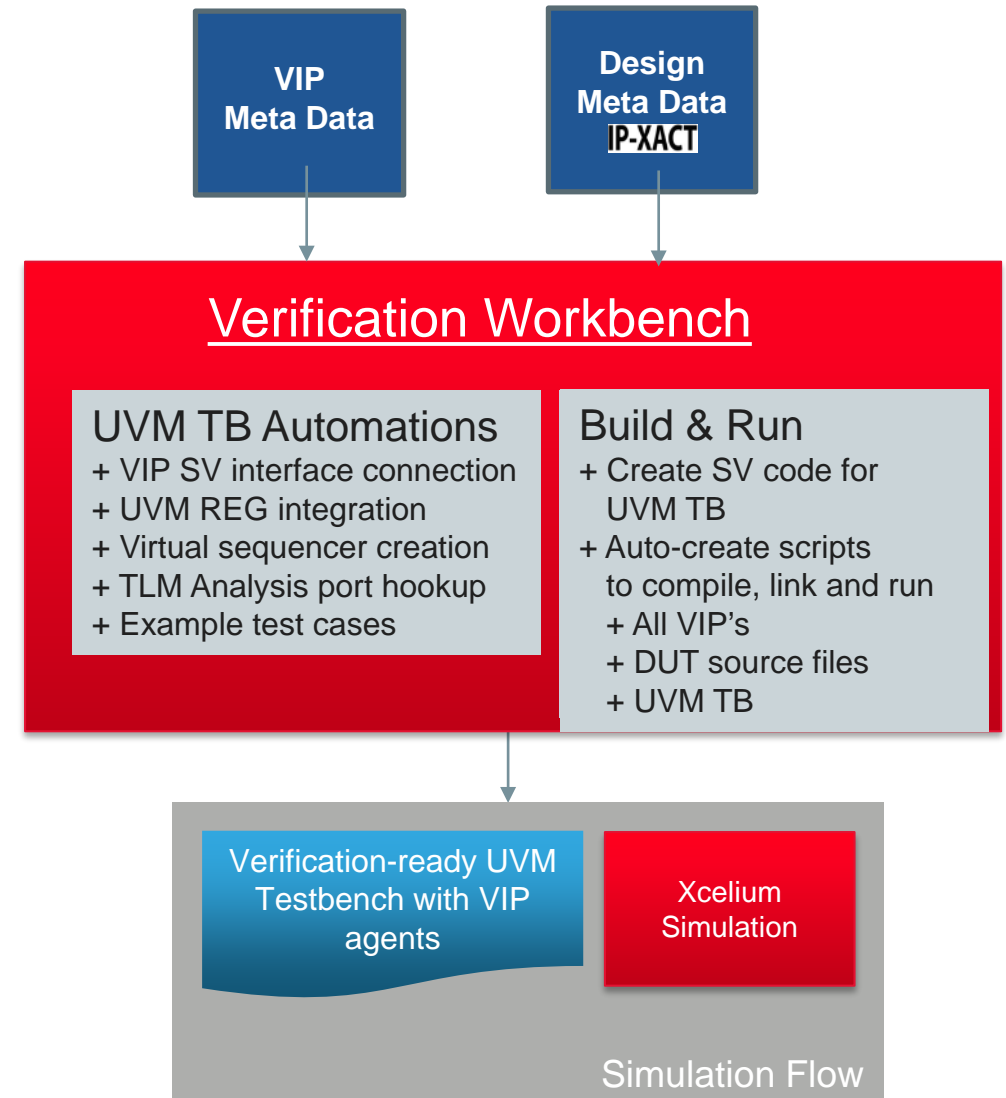 VIP
Meta Data
Design
Meta Data
IP-XACT
Verification Workbench
UVM TB Automations
+ VIP SV interface connection
+ UVM REG integration
+ Virtual sequencer creation
+ TLM Analysis port hookup
+ Example test cases
Build & Run
+ Create SV code for
UVM TB
+ Auto-create scripts
to compile, link and run
+ All VIP's
+ DUT source files
+ UVM TB
Verification-ready UVM
Testbench with VIP
agents
Xcelium
Simulation
Simulation Flow